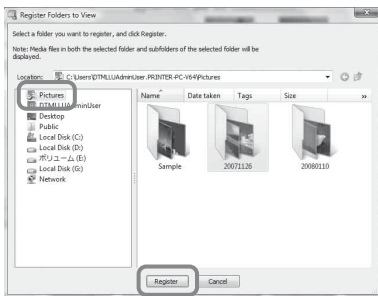 Register Folders to View
Select a folder you want to register, and click Register.
Note: Media files in both the selected folder and subfolders of the selected folder will be
displayed.
Location: C:\Users\DTMLLUAdminUser.PRINTER-PC-V64\Pictures
Pictures
DTMLLUAdminUser
Desktop
Public
Local Disk (C:)
Local Disk (D:)
ボリューム (E:)
Local Disk (G:)
Network
Name Date taken Tags Size »
Sample 20071126 20080110
Register Cancel